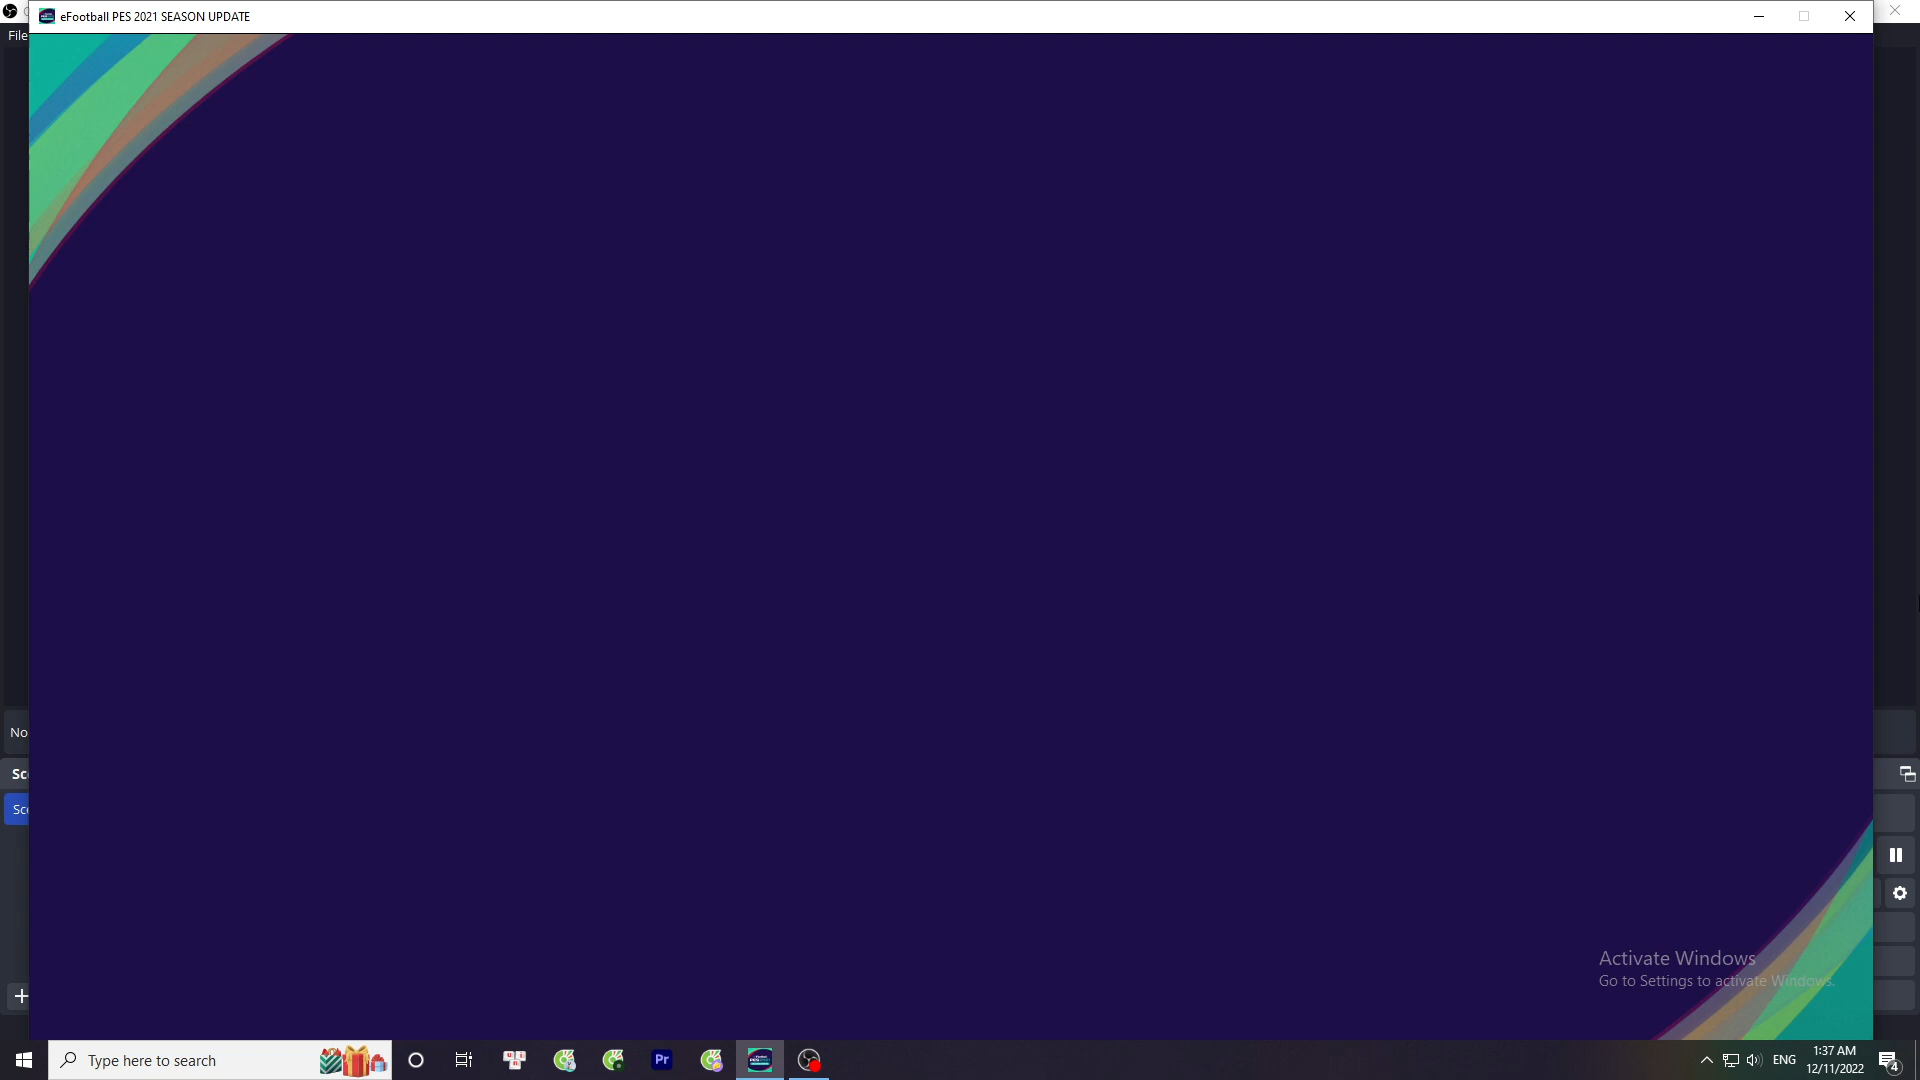 eFootball PES 2021 SEASON UPDATE
File
No
Sc
Sc
Activate Windows
Go to Settings to activate Windows.
Type here to search
Pr
ENG
1:37 AM
12/11/2022
4